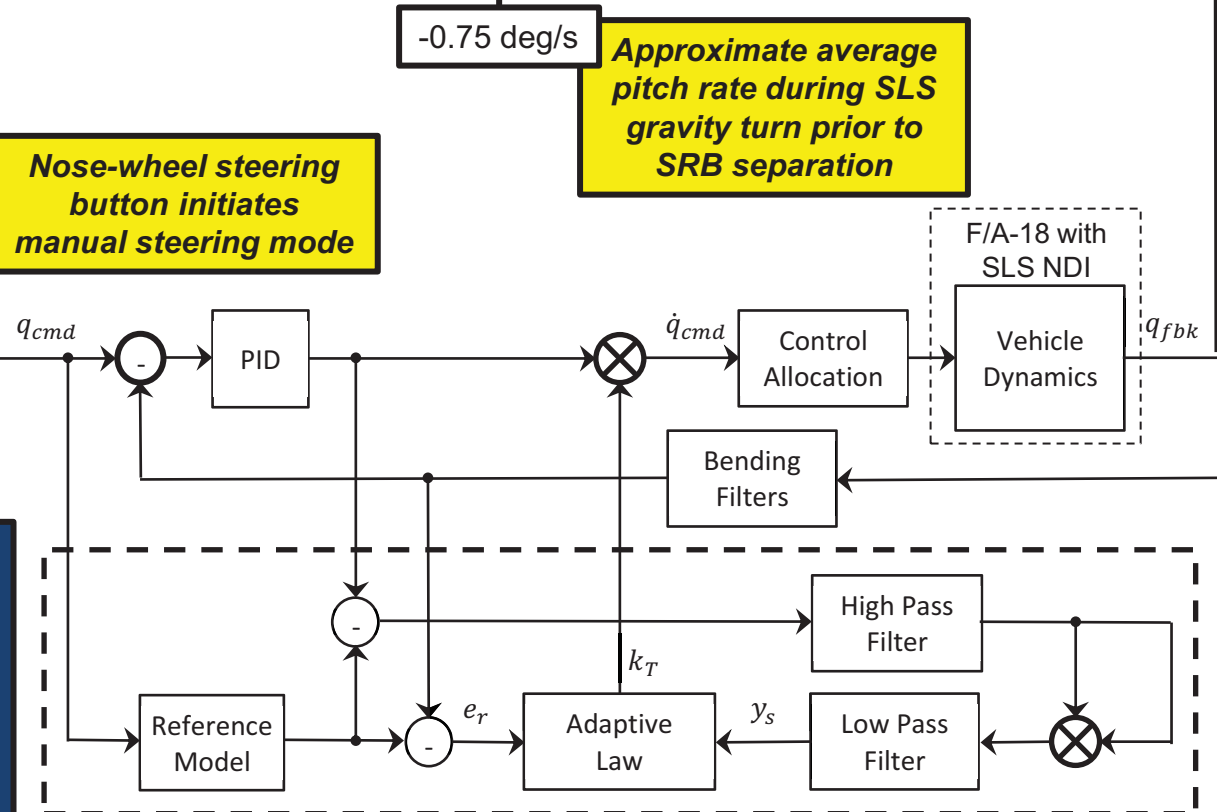 -0.75 deg/s
Approximate average
pitch rate during SLS
gravity turn prior to
SRB separation
Nose-wheel steering
button initiates
manual steering mode
F/A-18 with
SLS NDI
q_cmd
-
PID
q̇_cmd
Control
Allocation
Vehicle
Dynamics
q_fbk
Bending
Filters
-
High Pass
Filter
k_T
Reference
Model
-
e_r
Adaptive
Law
y_s
Low Pass
Filter